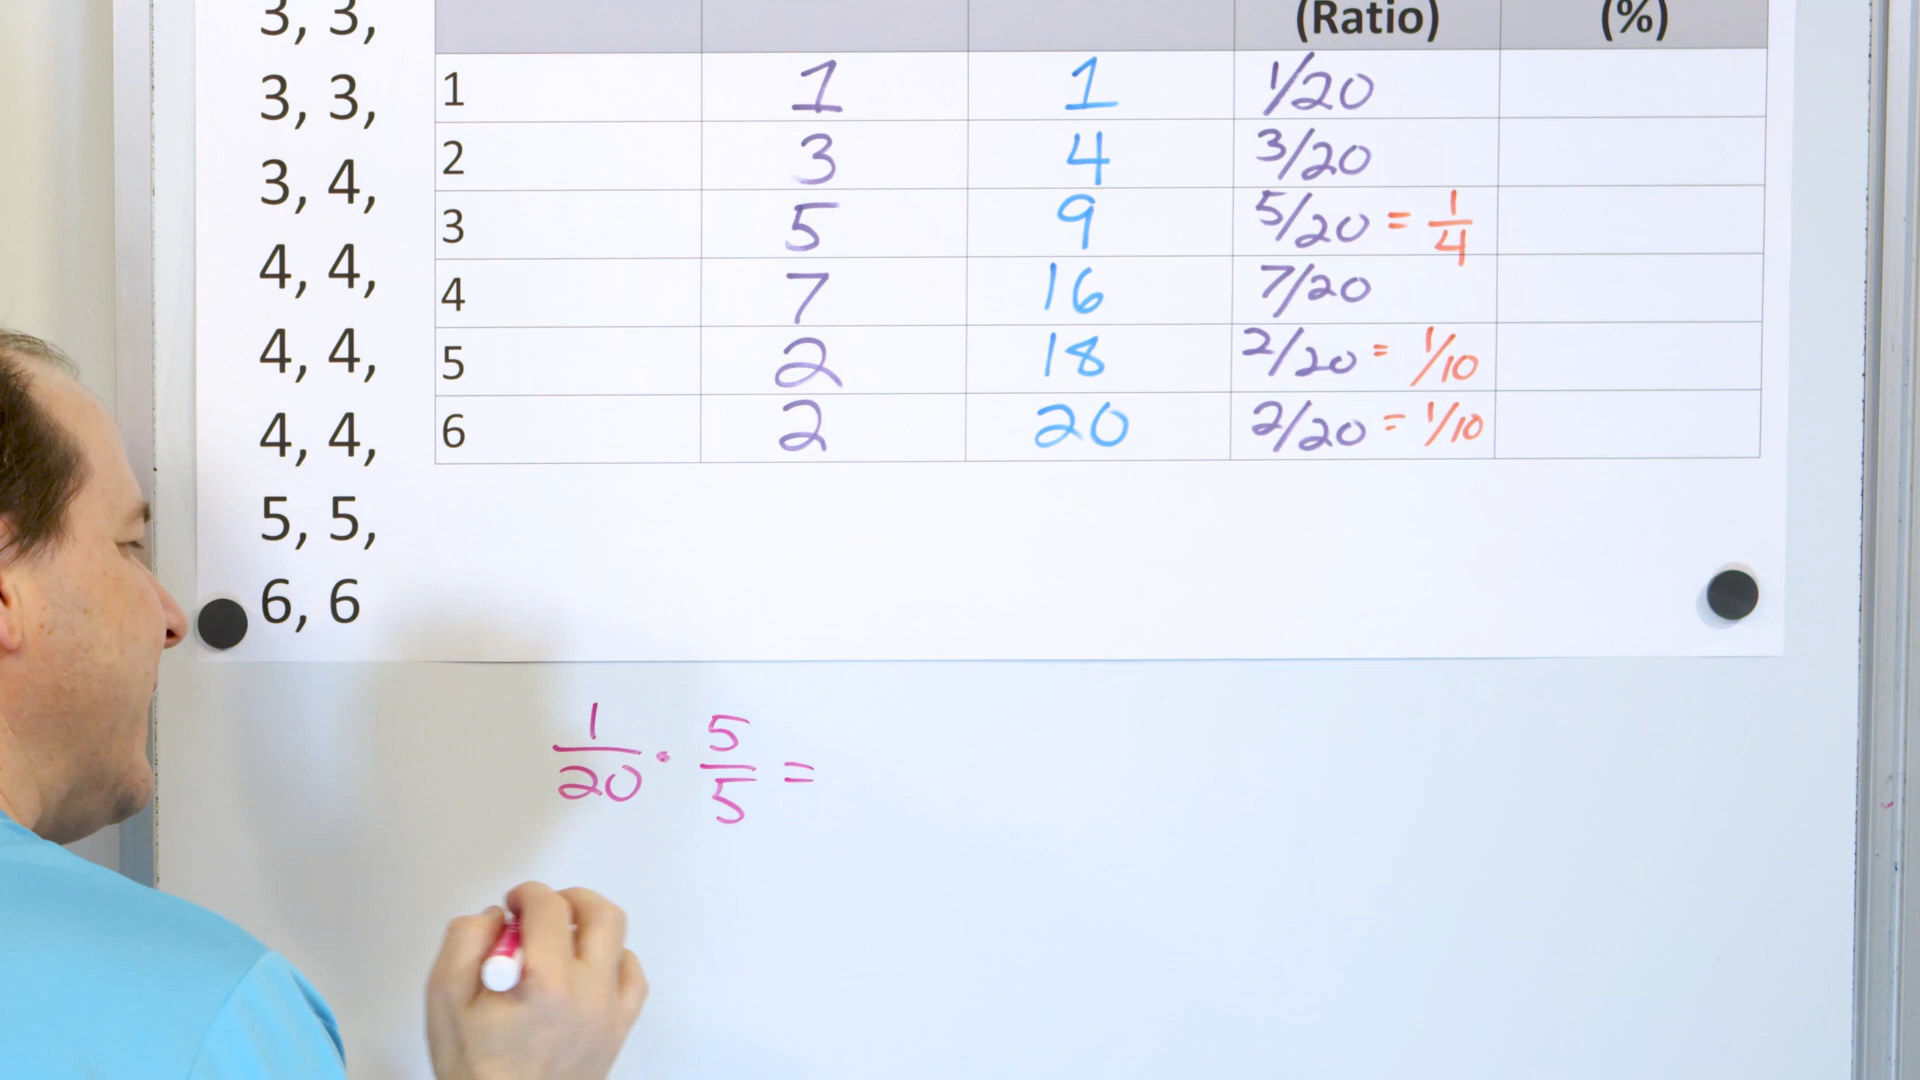 3, 3,
3, 3,
3, 4,
4, 4,
4, 4,
4, 4,
5, 5,
6, 6
(Ratio) (%)
1 1 1 1/20
2 3 4 3/20
3 5 9 5/20 = 1/4
4 7 16 7/20
5 2 18 2/20 = 1/10
6 2 20 2/20 = 1/10
1/20 · 5/5 =